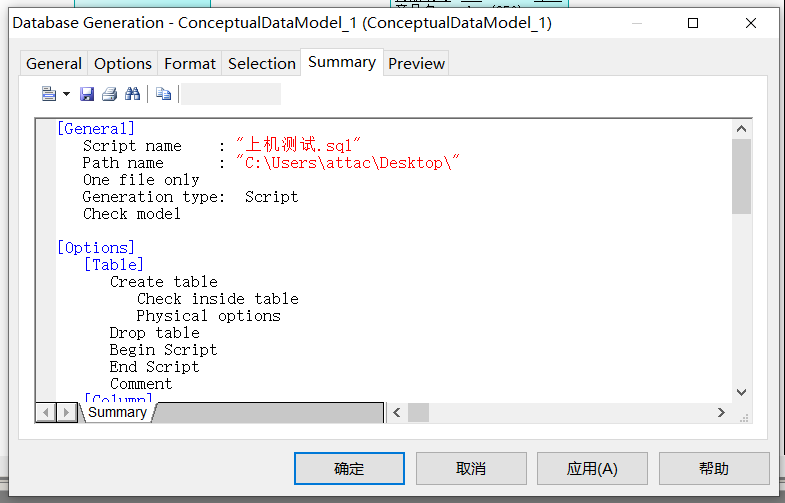 Database Generation - ConceptualDataModel_1 (ConceptualDataModel_1)
General
Options
Format
Selection
Summary
Preview
[General]
Script name : "上机测试.sql"
Path name : "C:\Users\attac\Desktop\"
One file only
Generation type: Script
Check model
[Options]
[Table]
Create table
Check inside table
Physical options
Drop table
Begin Script
End Script
Comment
[Column]
Summary
确定
取消
应用(A)
帮助